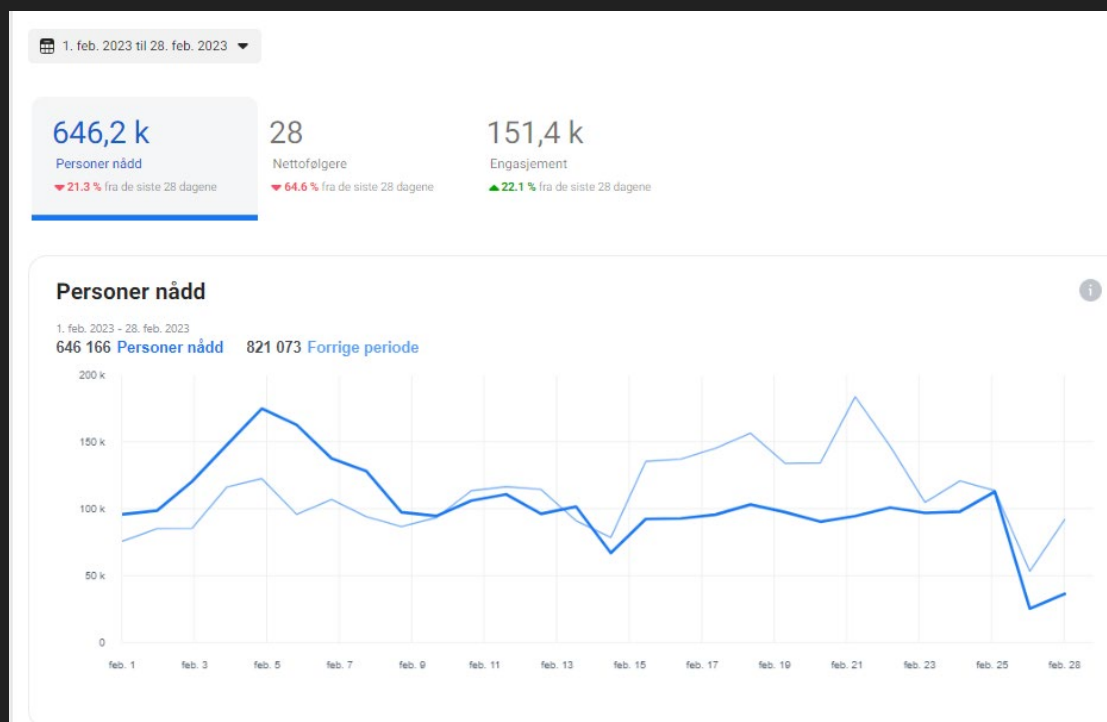 1. feb. 2023 til 28. feb. 2023
646,2 k
Personer nådd
21.3 % fra de siste 28 dagene
28
Nettofølgere
64.6 % fra de siste 28 dagene
151,4 k
Engasjement
22.1 % fra de siste 28 dagene
Personer nådd
i
1. feb. 2023 - 28. feb. 2023
646 166 Personer nådd 821 073 Forrige periode
200 k
150 k
100 k
50 k
0
feb. 1 feb. 3 feb. 5 feb. 7 feb. 9 feb. 11 feb. 13 feb. 15 feb. 17 feb. 19 feb. 21 feb. 23 feb. 25 feb. 28